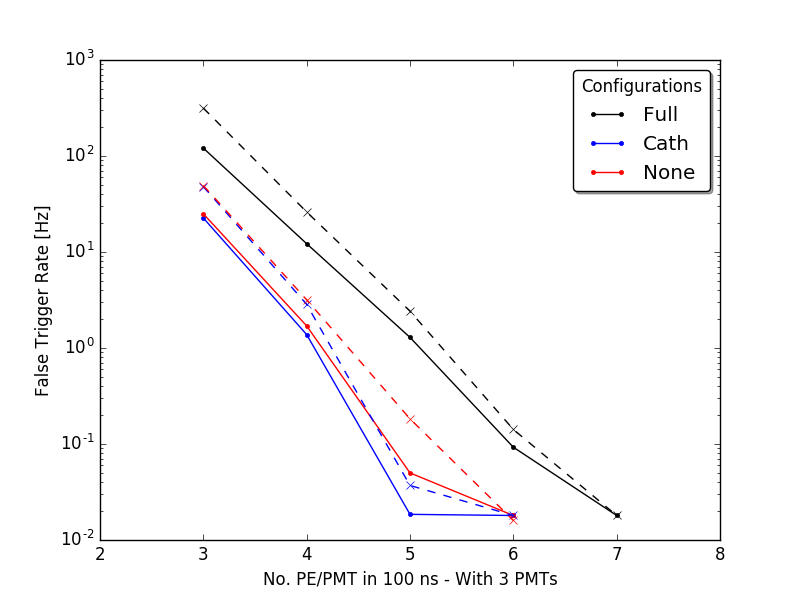 Configurations
Full
Cath
None
10^3
10^2
10^1
10^0
10^-1
10^-2
False Trigger Rate [Hz]
2 3 4 5 6 7 8
No. PE/PMT in 100 ns - With 3 PMTs